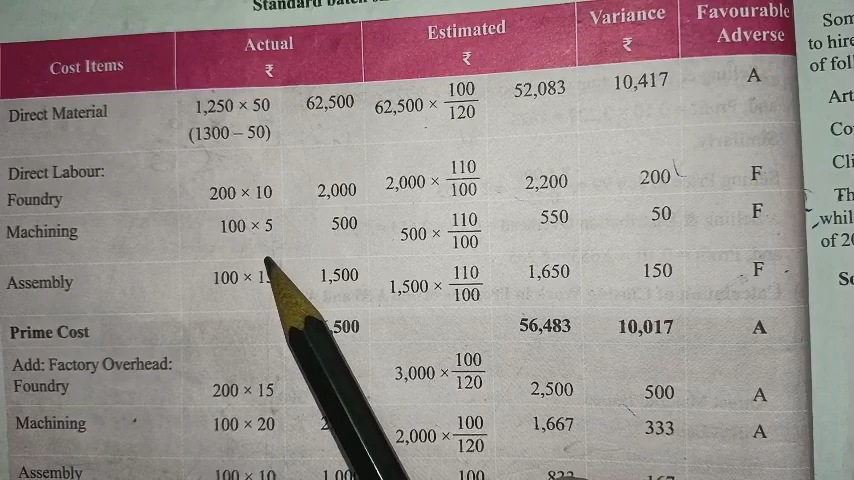 Standard
Cost Items Actual ₹ Estimated ₹ Variance ₹ Favourable Adverse
Direct Material 1,250 × 50 62,500 62,500 × 100/120 52,083 10,417 A
(1300 – 50)
Direct Labour:
Foundry 200 × 10 2,000 2,000 × 110/100 2,200 200 F
Machining 100 × 5 500 500 × 110/100 550 50 F
Assembly 100 × 1,500 1,500 × 110/100 1,650 150 F
Prime Cost 56,483 10,017 A
Add: Factory Overhead:
Foundry 200 × 15 3,000 × 100/120 2,500 500 A
Machining 100 × 20 2,000 × 100/120 1,667 333 A
Assembly 100 × 10 100
Som
to hire
of fol
Art
Co
Cli
Th
whil
of 20
So